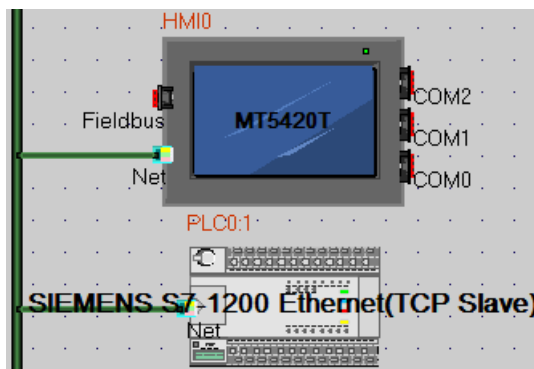 HMI0
COM2
Fieldbus
MT5420T
COM1
Net
COM0
PLC0:1
SIEMENS S7-1200 Ethernet(TCP Slave)
Net